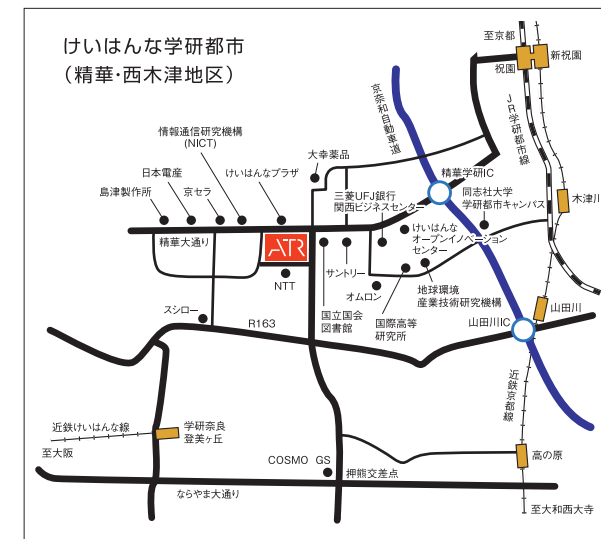 けいはんな学研都市
（精華・西木津地区）
至京都
新祝園
祝園
京奈和自動車道
JR学研都市線
情報通信研究機構
(NICT)
大幸薬品
日本電産
けいはんなプラザ
島津製作所
京セラ
精華学研IC
三菱UFJ銀行
関西ビジネスセンター
同志社大学
学研都市キャンパス
木津川
精華大通り
ATR
けいはんな
オープンイノベーション
センター
サントリー
NTT
オムロン
地球環境
産業技術研究機構
国立国会
図書館
国際高等
研究所
スシロー
R163
山田川
山田川IC
近鉄京都線
近鉄けいはんな線
学研奈良
登美ヶ丘
至大阪
高の原
COSMO GS
押熊交差点
ならやま大通り
至大和西大寺